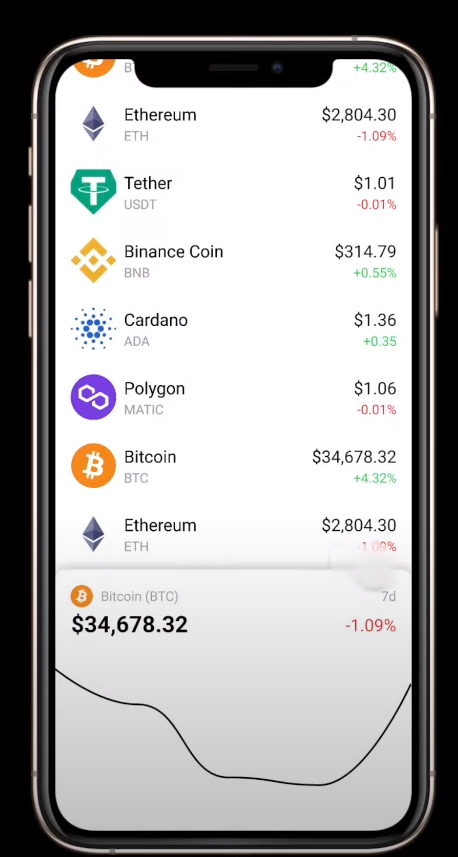 B
+4.32%
Ethereum
$2,804.30
ETH
-1.09%
Tether
$1.01
USDT
-0.01%
Binance Coin
$314.79
BNB
+0.55%
Cardano
$1.36
ADA
+0.35
Polygon
$1.06
MATIC
-0.01%
Bitcoin
$34,678.32
BTC
+4.32%
Ethereum
$2,804.30
ETH
-1.09%
Bitcoin (BTC)
7d
$34,678.32
-1.09%